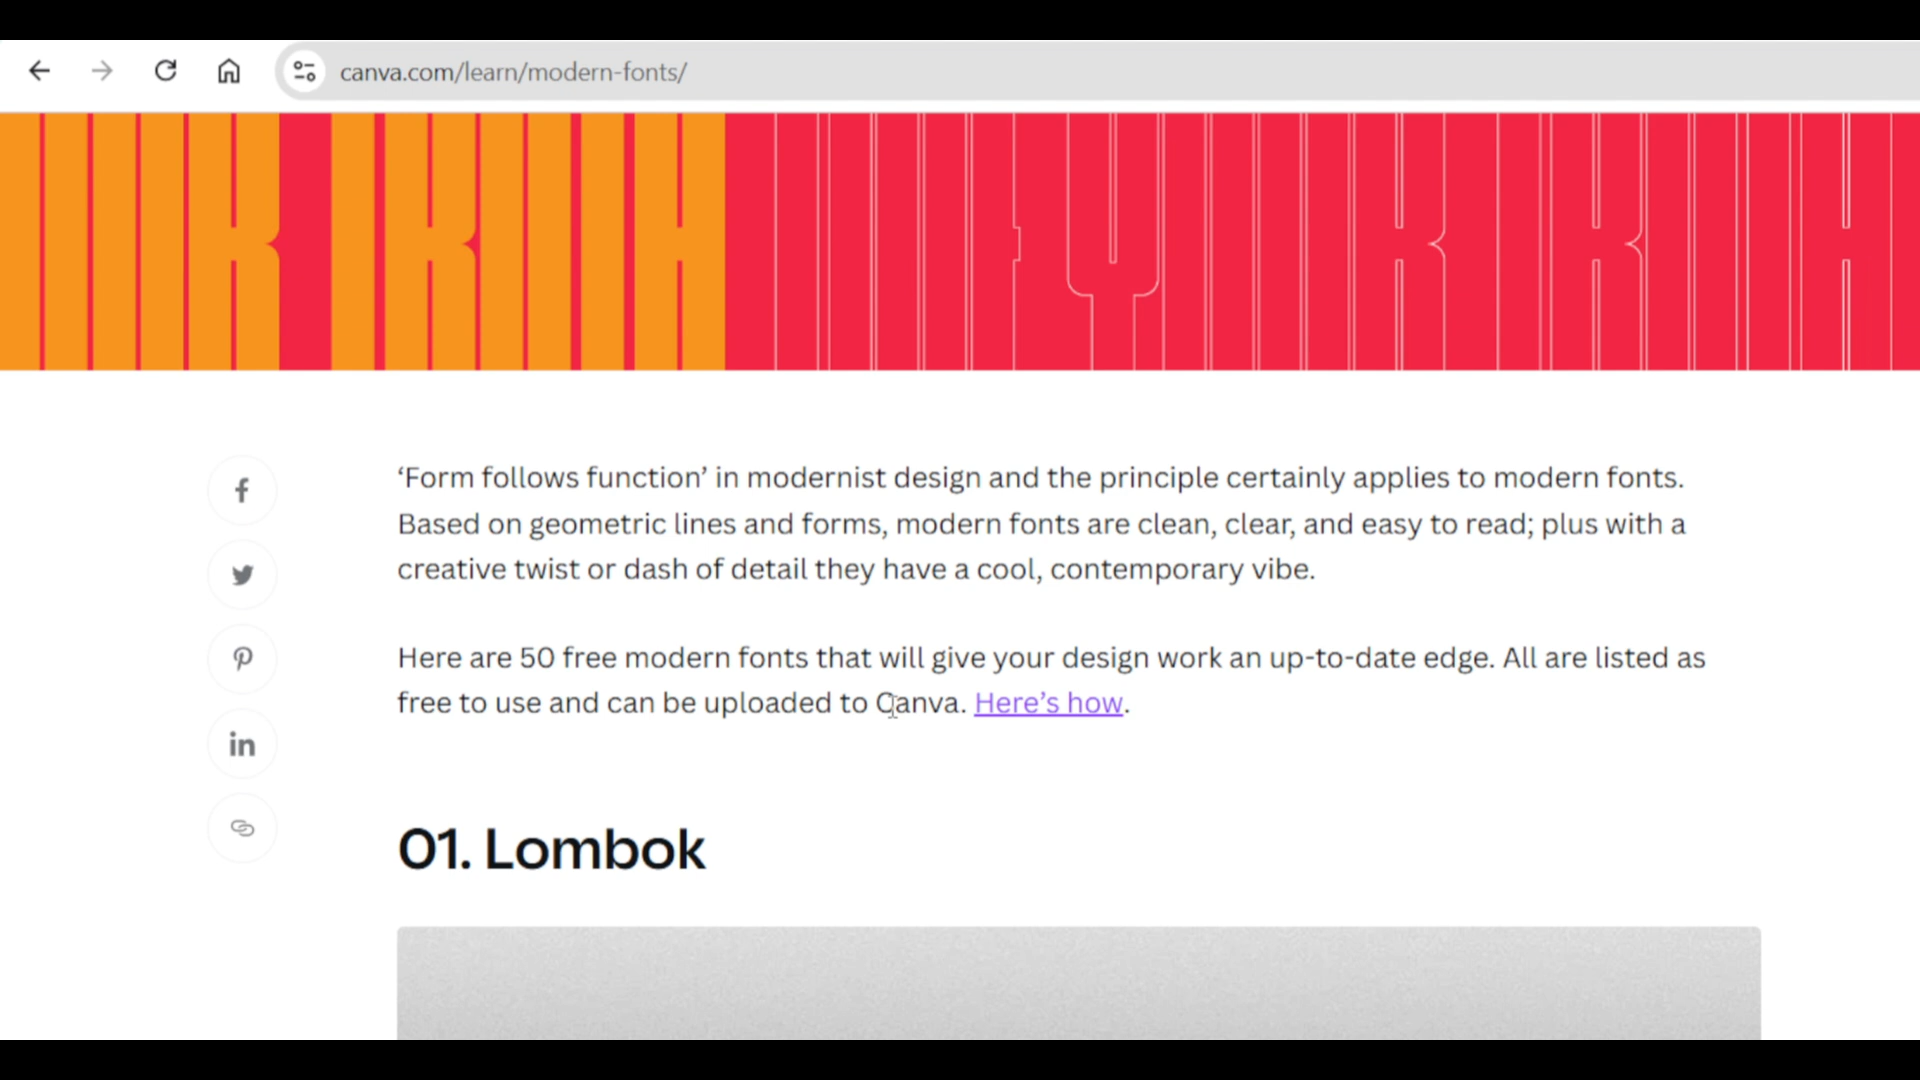 canva.com/learn/modern-fonts/
‘Form follows function’ in modernist design and the principle certainly applies to modern fonts.
Based on geometric lines and forms, modern fonts are clean, clear, and easy to read; plus with a
creative twist or dash of detail they have a cool, contemporary vibe.
Here are 50 free modern fonts that will give your design work an up-to-date edge. All are listed as
free to use and can be uploaded to Canva. Here’s how.
01. Lombok